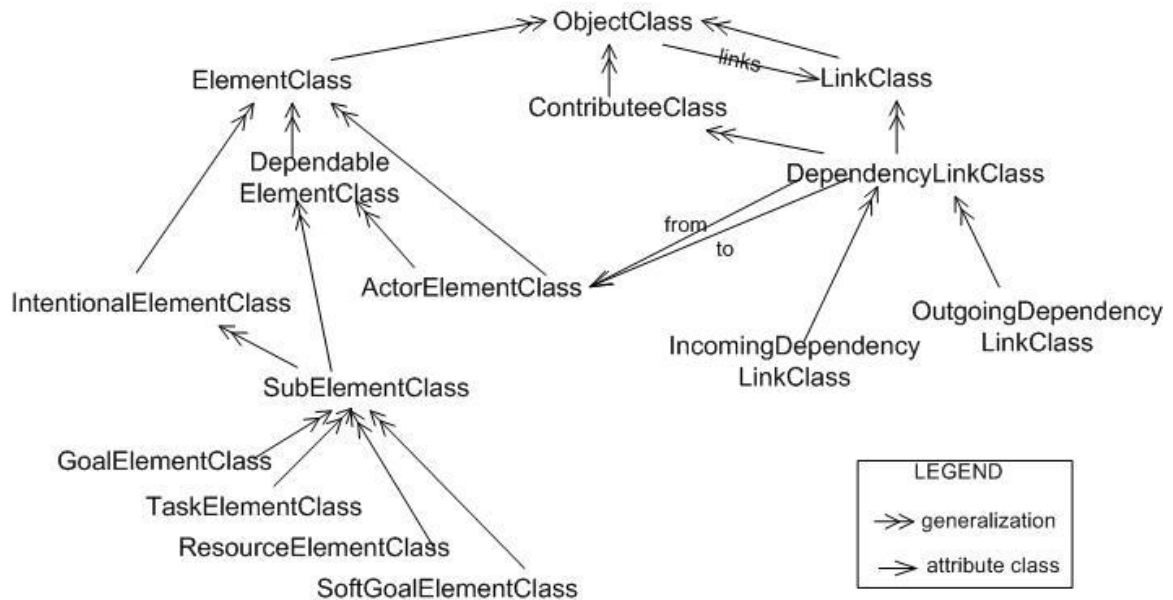 ObjectClass
links
ElementClass
LinkClass
ContributeeClass
Dependable
ElementClass
DependencyLinkClass
from
to
ActorElementClass
IntentionalElementClass
OutgoingDependency
LinkClass
IncomingDependency
LinkClass
SubElementClass
GoalElementClass
TaskElementClass
ResourceElementClass
SoftGoalElementClass
LEGEND
generalization
attribute class